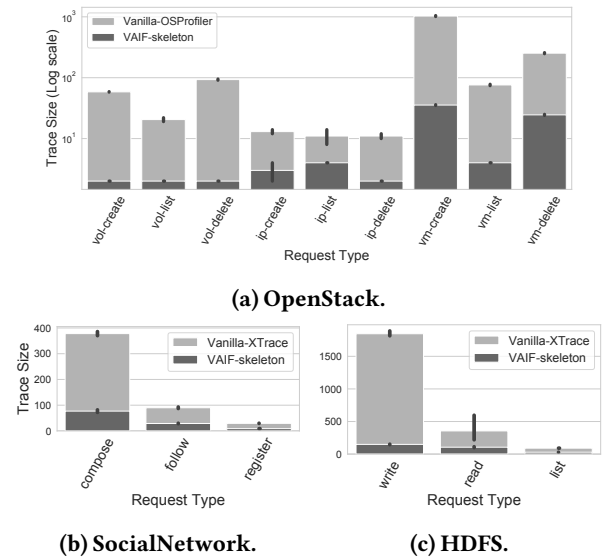 Trace Size (Log scale)
10³
10²
10¹
Vanilla-OSProfiler
VAIF-skeleton
vol-create
vol-list
vol-delete
ip-create
ip-list
ip-delete
vm-create
vm-list
vm-delete
Request Type
(a) OpenStack.
Trace Size
400
300
200
100
0
Vanilla-XTrace
VAIF-skeleton
compose
follow
register
Request Type
(b) SocialNetwork.
1500
1000
500
0
Vanilla-XTrace
VAIF-skeleton
write
read
list
Request Type
(c) HDFS.